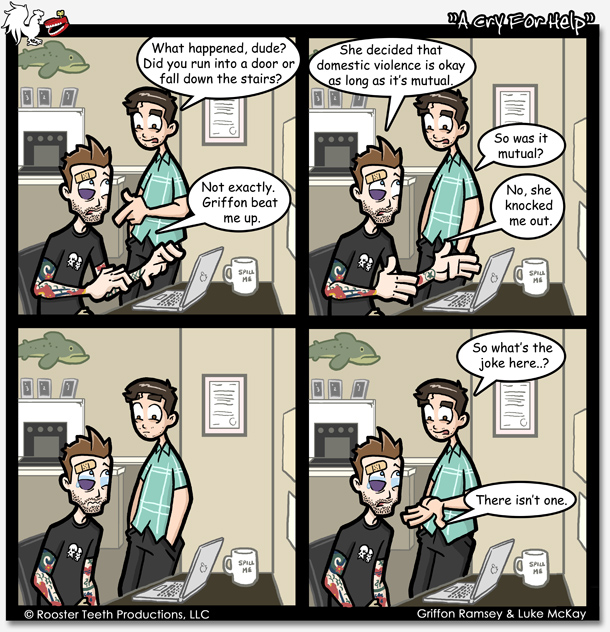 "A Cry For Help"
What happened, dude?
Did you run into a door or
fall down the stairs?
Not exactly.
Griffon beat
me up.
SPILL
ME
She decided that
domestic violence is okay
as long as it's mutual.
So was it
mutual?
No, she
knocked
me out.
SPILL
ME
SPILL
ME
So what's the
joke here..?
There isn't one.
SPILL
ME
© Rooster Teeth Productions, LLC
Griffon Ramsey & Luke McKay